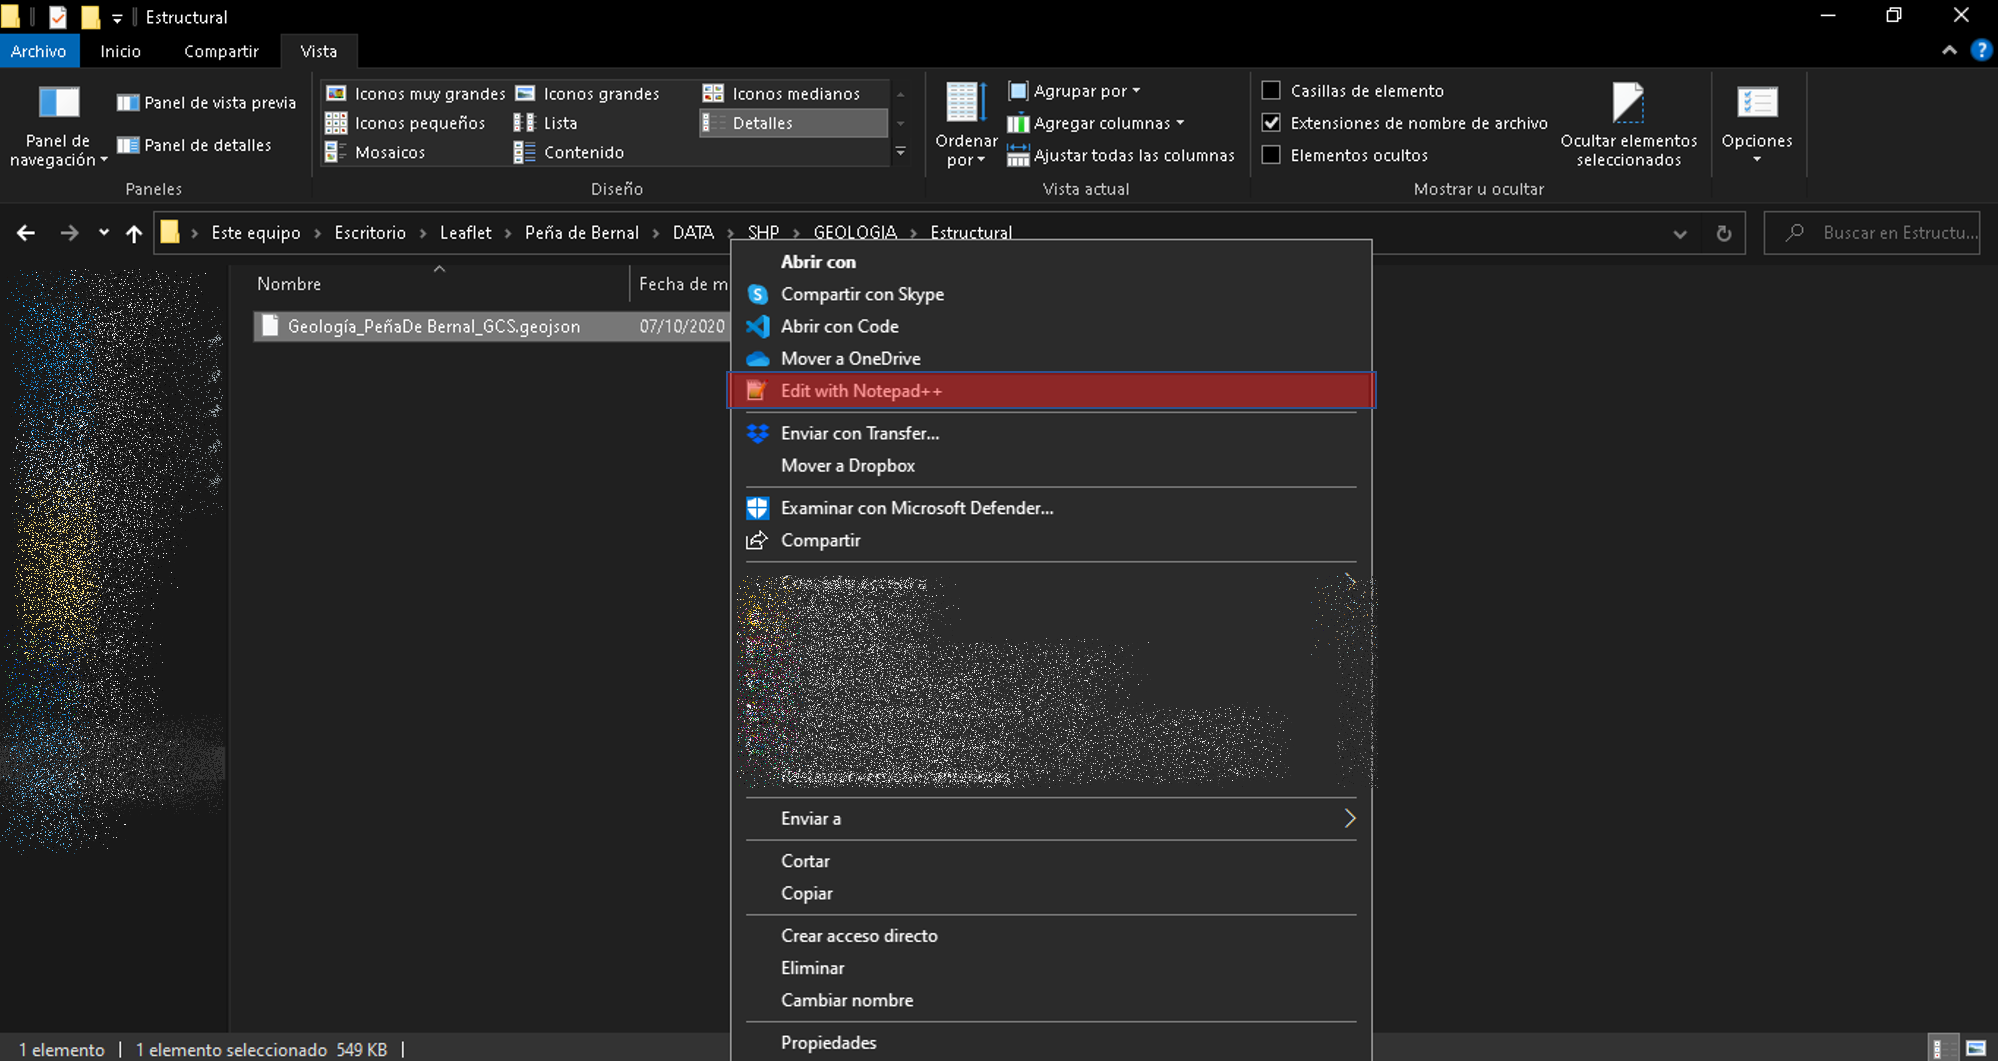 Estructural
Archivo Inicio Compartir Vista
Panel de navegación
Panel de vista previa
Panel de detalles
Paneles
Iconos muy grandes Iconos grandes Iconos medianos
Iconos pequeños Lista Detalles
Mosaicos Contenido
Diseño
Ordenar por
Agrupar por
Agregar columnas
Ajustar todas las columnas
Vista actual
Casillas de elemento
Extensiones de nombre de archivo
Elementos ocultos
Ocultar elementos seleccionados
Mostrar u ocultar
Opciones
Este equipo Escritorio Leaflet Peña de Bernal DATA SHP GEOLOGIA Estructural
Buscar en Estructu...
Nombre Fecha de m
Geología_PeñaDe Bernal_GCS.geojson 07/10/2020
Abrir con
Compartir con Skype
Abrir con Code
Mover a OneDrive
Edit with Notepad++
Enviar con Transfer...
Mover a Dropbox
Examinar con Microsoft Defender...
Compartir
Enviar a
Cortar
Copiar
Crear acceso directo
Eliminar
Cambiar nombre
Propiedades
1 elemento 1 elemento seleccionado 549 KB